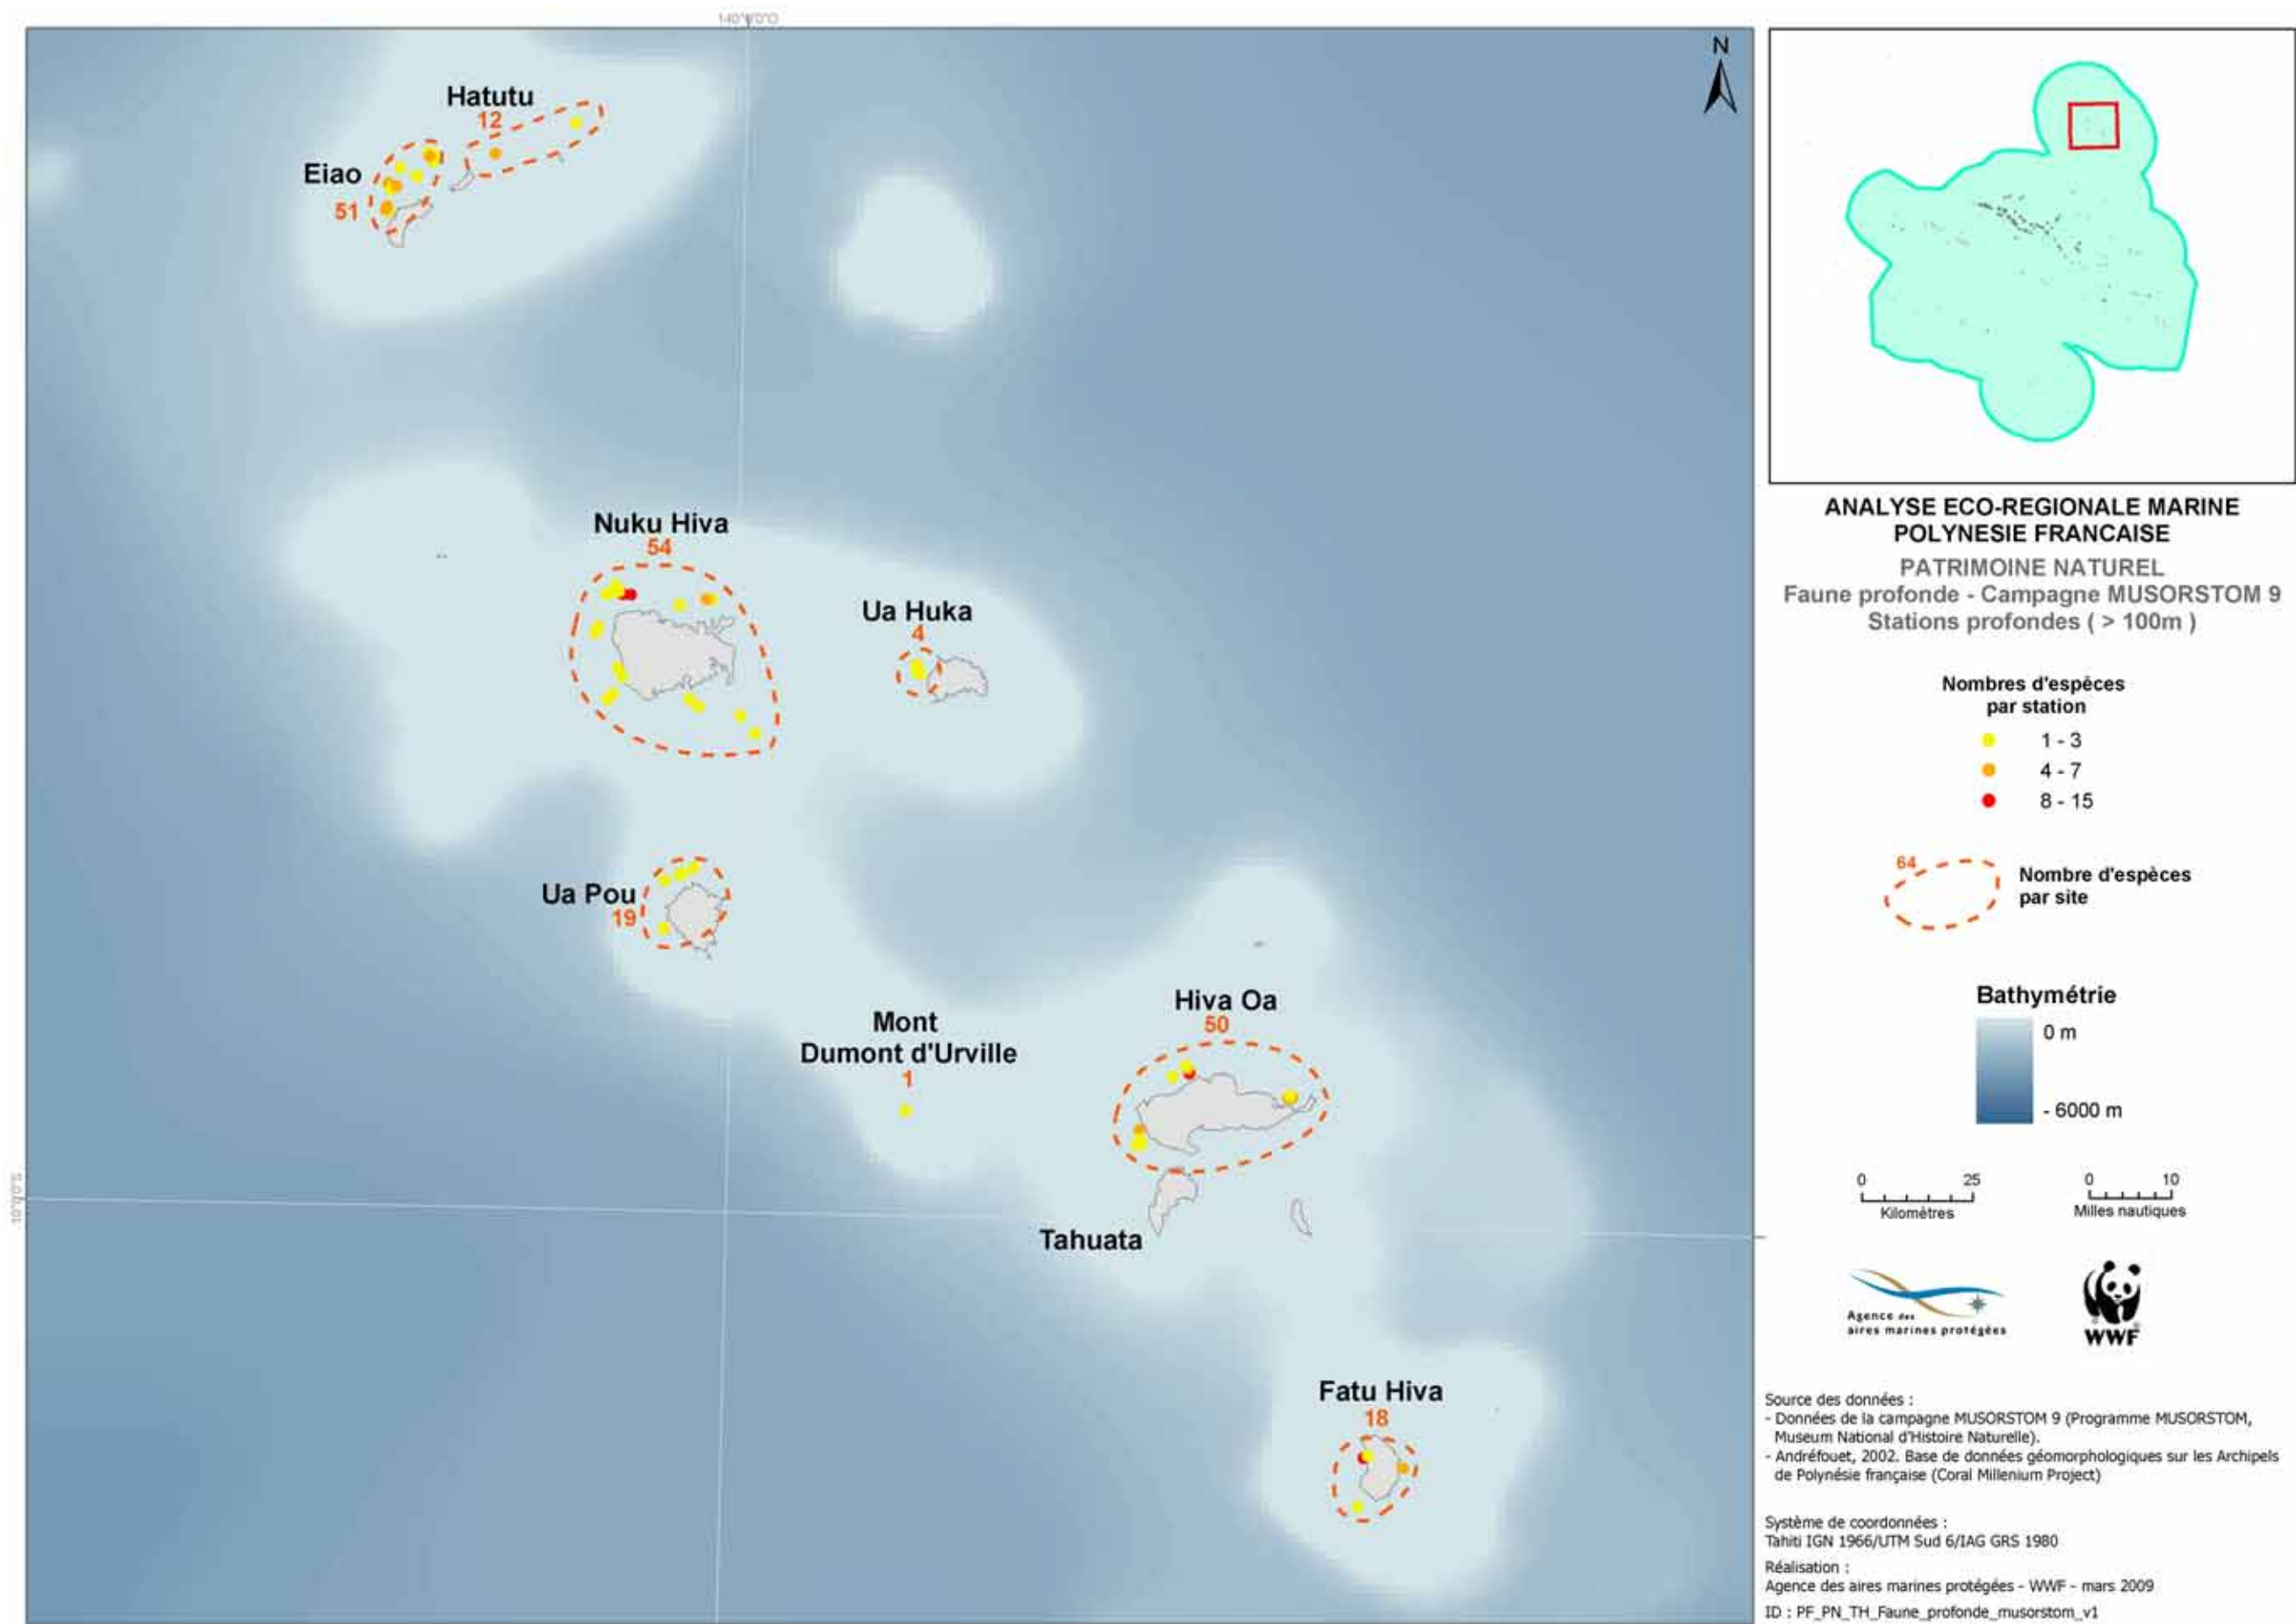 140°0'0"O
N
Hatutu
12
Eiao
51
Nuku Hiva
54
Ua Huka
4
Ua Pou
19
Mont
Dumont d'Urville
1
Hiva Oa
50
Tahuata
10°0'0"S
Fatu Hiva
18
ANALYSE ECO-REGIONALE MARINE
POLYNESIE FRANCAISE
PATRIMOINE NATUREL
Faune profonde - Campagne MUSORSTOM 9
Stations profondes ( > 100m )
Nombres d'espèces
par station
1 - 3
4 - 7
8 - 15
64
Nombre d'espèces
par site
Bathymétrie
0 m
- 6000 m
0 25
Kilomètres
0 10
Milles nautiques
Agence des
aires marines protégées
WWF
Source des données :
- Données de la campagne MUSORSTOM 9 (Programme MUSORSTOM,
Museum National d'Histoire Naturelle).
- Andréfouet, 2002. Base de données géomorphologiques sur les Archipels
de Polynésie française (Coral Millenium Project)
Système de coordonnées :
Tahiti IGN 1966/UTM Sud 6/IAG GRS 1980
Réalisation :
Agence des aires marines protégées - WWF - mars 2009
ID : PF_PN_TH_Faune_profonde_musorstom_v1